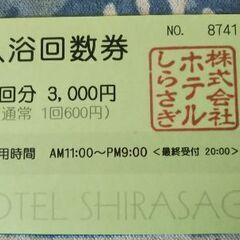 入浴回数券
NO. 8741
回分 3,000円
通常 1回600円)
株式会社
ホテル
しらさぎ
用時間 AM11:00〜PM9:00 <最終受付 20:00>
HOTEL SHIRASAG